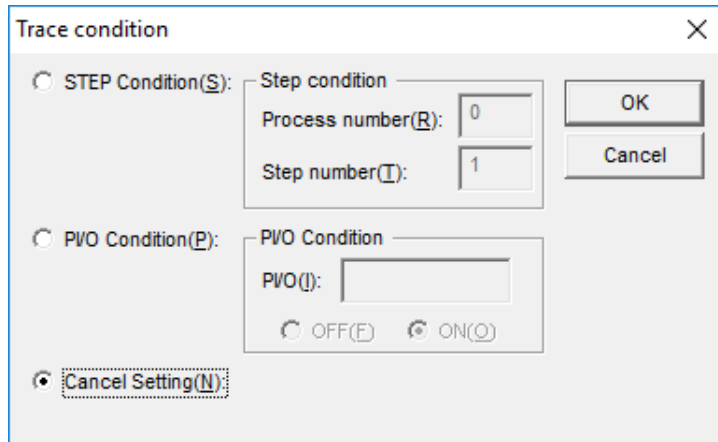 Trace condition
STEP Condition(S):
Step condition
Process number(R): 0
Step number(T): 1
OK
Cancel
PI/O Condition(P):
PI/O Condition
PI/O(I):
OFF(F) ON(O)
Cancel Setting(N):